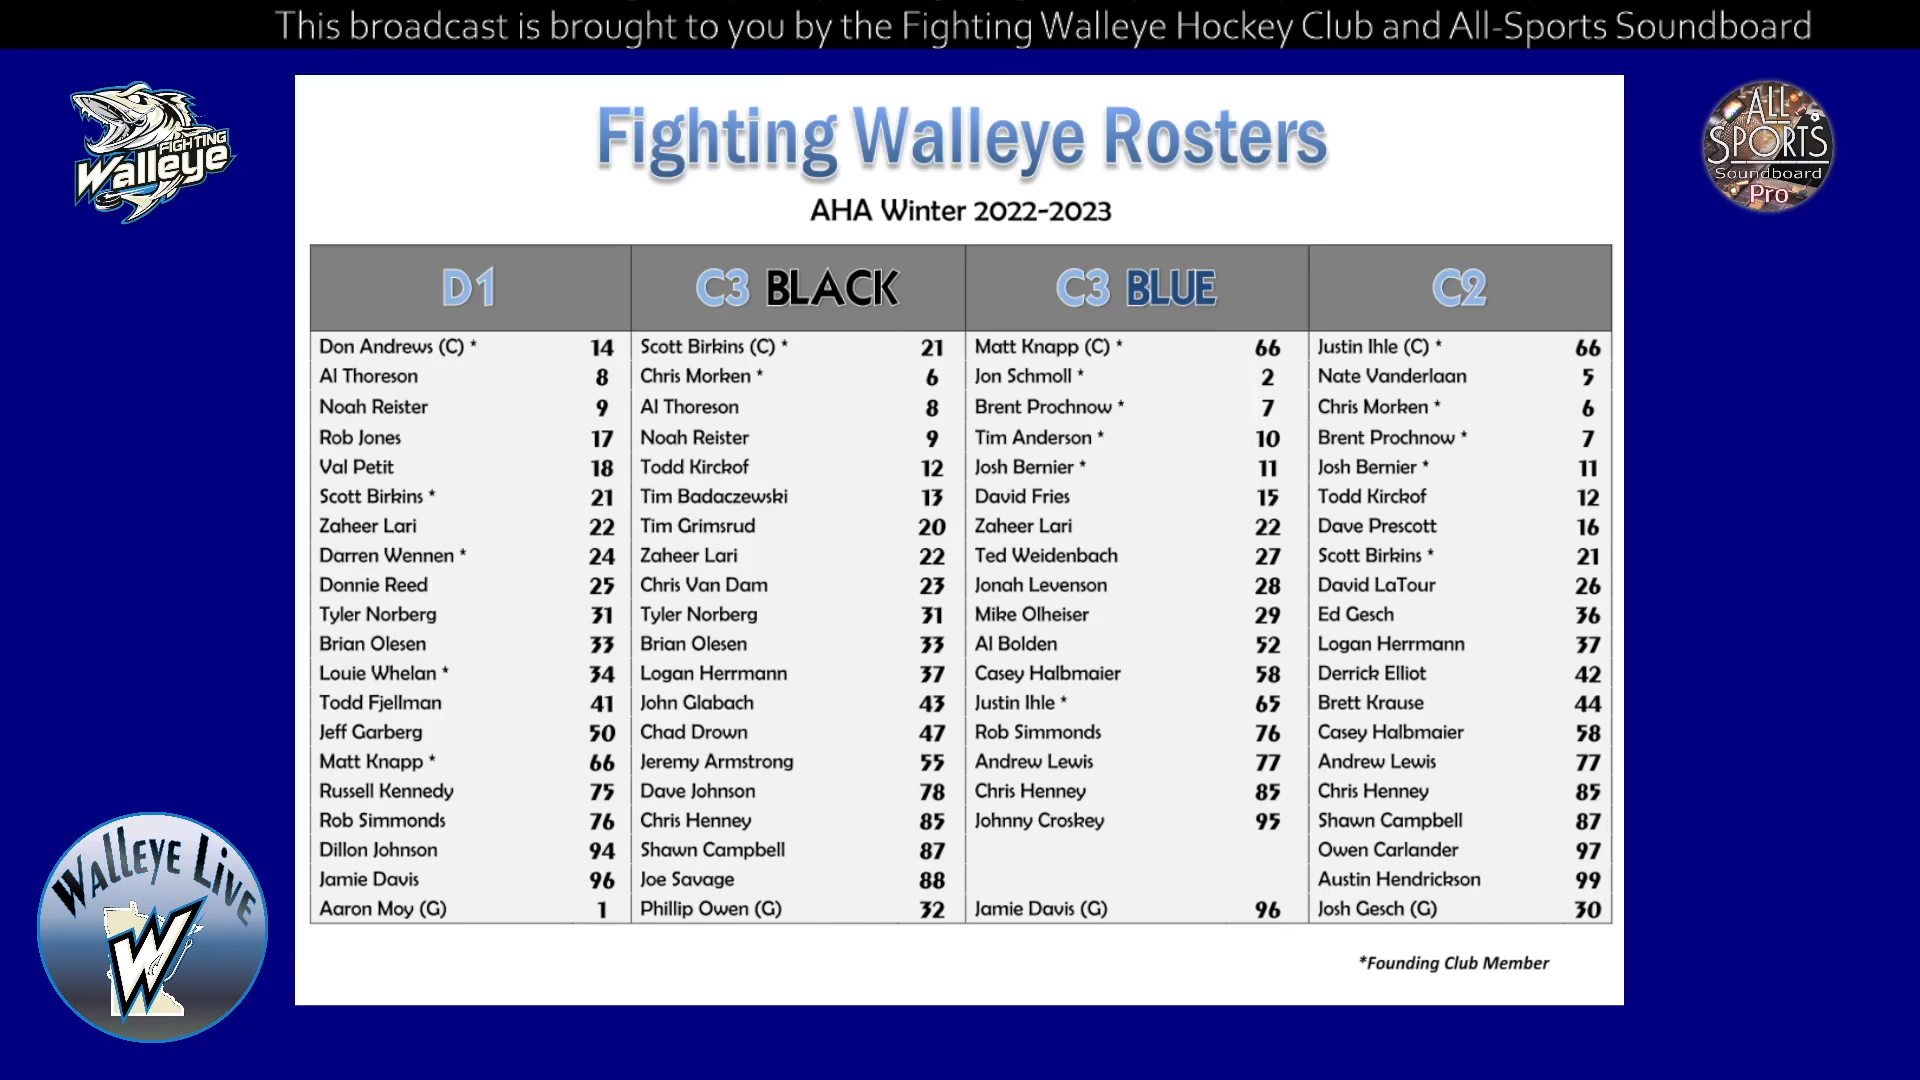 This broadcast is brought to you by the Fighting Walleye Hockey Club and All-Sports Soundboard
FIGHTING
Walleye
ALL
SPORTS
Soundboard
Pro
Fighting Walleye Rosters
AHA Winter 2022-2023
D1 C3 BLACK C3 BLUE C2
Don Andrews (C) * 14 Scott Birkins (C) * 21 Matt Knapp (C) * 66 Justin Ihle (C) * 66
Al Thoreson 8 Chris Morken * 6 Jon Schmoll * 2 Nate Vanderlaan 5
Noah Reister 9 Al Thoreson 8 Brent Prochnow * 7 Chris Morken * 6
Rob Jones 17 Noah Reister 9 Tim Anderson * 10 Brent Prochnow * 7
Val Petit 18 Todd Kirckof 12 Josh Bernier * 11 Josh Bernier * 11
Scott Birkins * 21 Tim Badaczewski 13 David Fries 15 Todd Kirckof 12
Zaheer Lari 22 Tim Grimsrud 20 Zaheer Lari 22 Dave Prescott 16
Darren Wennen * 24 Zaheer Lari 22 Ted Weidenbach 27 Scott Birkins * 21
Donnie Reed 25 Chris Van Dam 23 Jonah Levenson 28 David LaTour 26
Tyler Norberg 31 Tyler Norberg 31 Mike Olheiser 29 Ed Gesch 36
Brian Olesen 33 Brian Olesen 33 Al Bolden 52 Logan Herrmann 37
Louie Whelan * 34 Logan Herrmann 37 Casey Halbmaier 58 Derrick Elliot 42
Todd Fjellman 41 John Glabach 43 Justin Ihle * 65 Brett Krause 44
Jeff Garberg 50 Chad Drown 47 Rob Simmonds 76 Casey Halbmaier 58
Matt Knapp * 66 Jeremy Armstrong 55 Andrew Lewis 77 Andrew Lewis 77
Russell Kennedy 75 Dave Johnson 78 Chris Henney 85 Chris Henney 85
Rob Simmonds 76 Chris Henney 85 Johnny Croskey 95 Shawn Campbell 87
Dillon Johnson 94 Shawn Campbell 87 Owen Carlander 97
Jamie Davis 96 Joe Savage 88 Austin Hendrickson 99
Aaron Moy (G) 1 Phillip Owen (G) 32 Jamie Davis (G) 96 Josh Gesch (G) 30
*Founding Club Member
Walleye Live
W